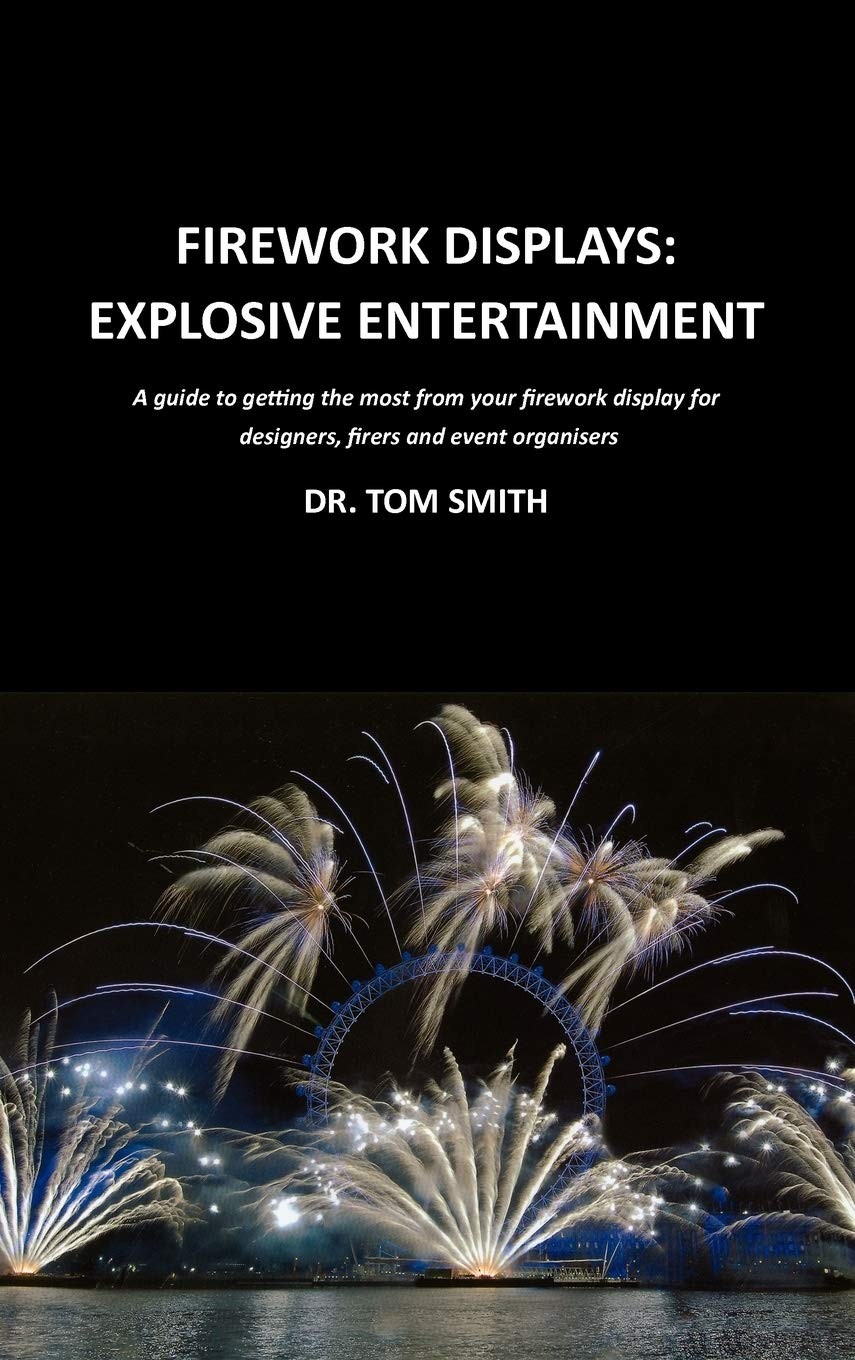 FIREWORK DISPLAYS:
EXPLOSIVE ENTERTAINMENT
A guide to getting the most from your firework display for
designers, firers and event organisers
DR. TOM SMITH